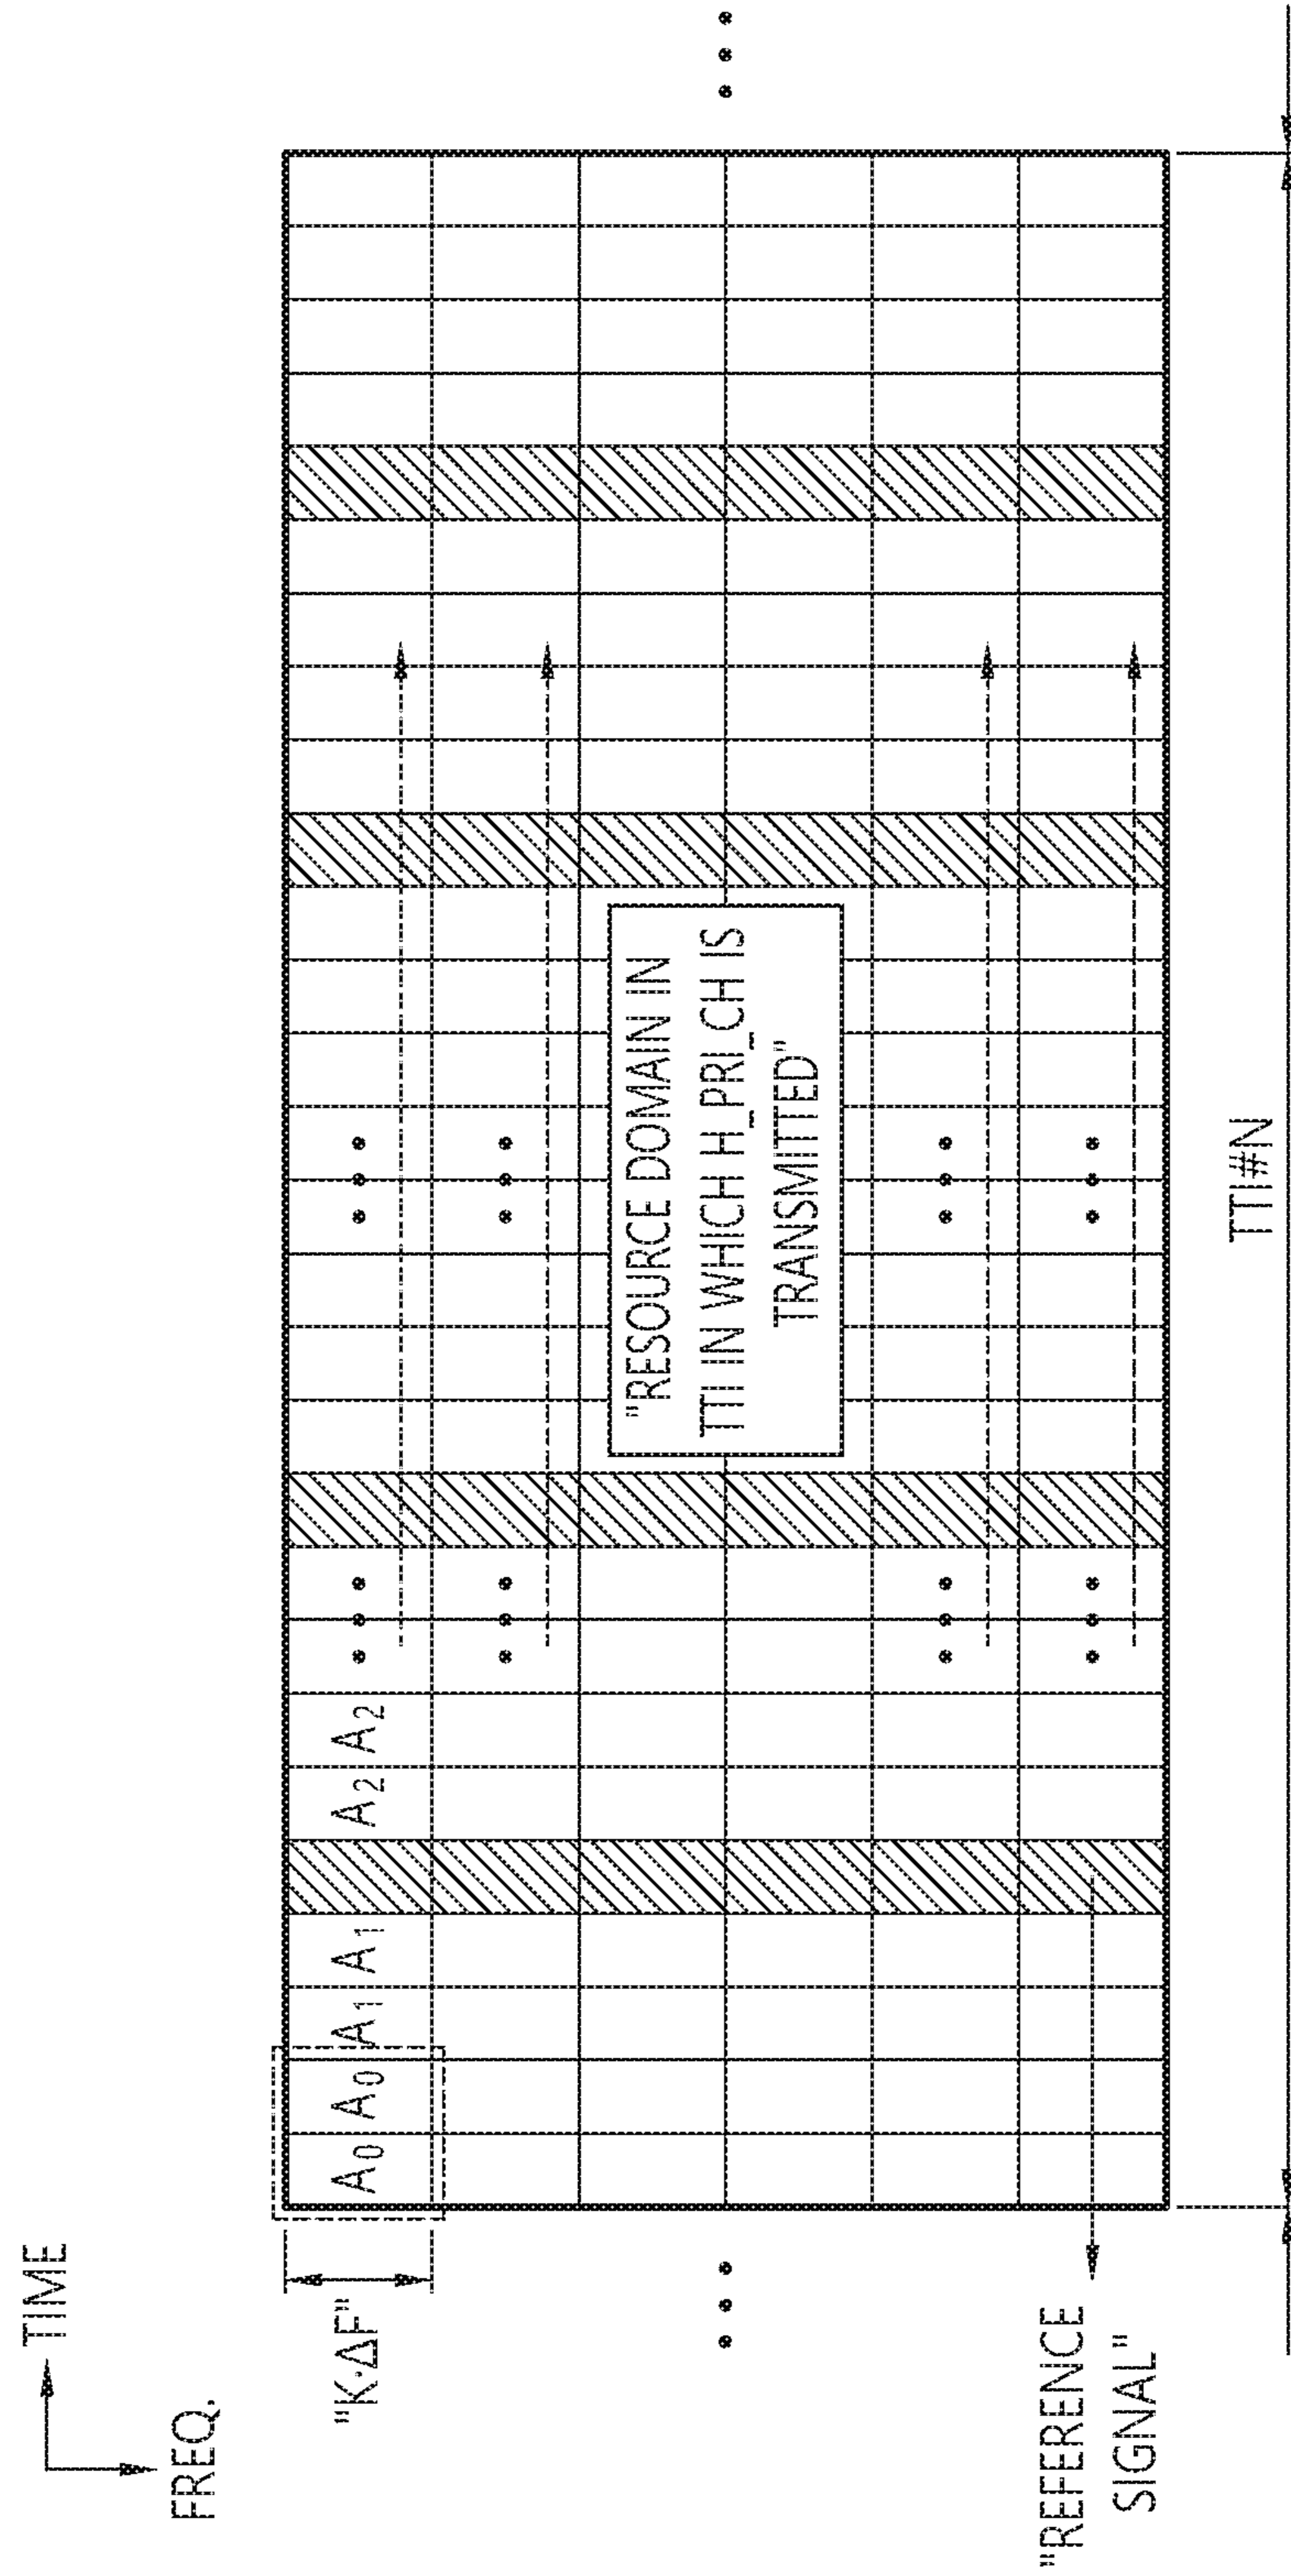 TIME
FREQ.
"K·ΔF"
A0 A0 A1 A1 A2 A2
"RESOURCE DOMAIN IN
TTI IN WHICH H_PRI_CH IS
TRANSMITTED"
"REFERENCE
SIGNAL"
TTI#N